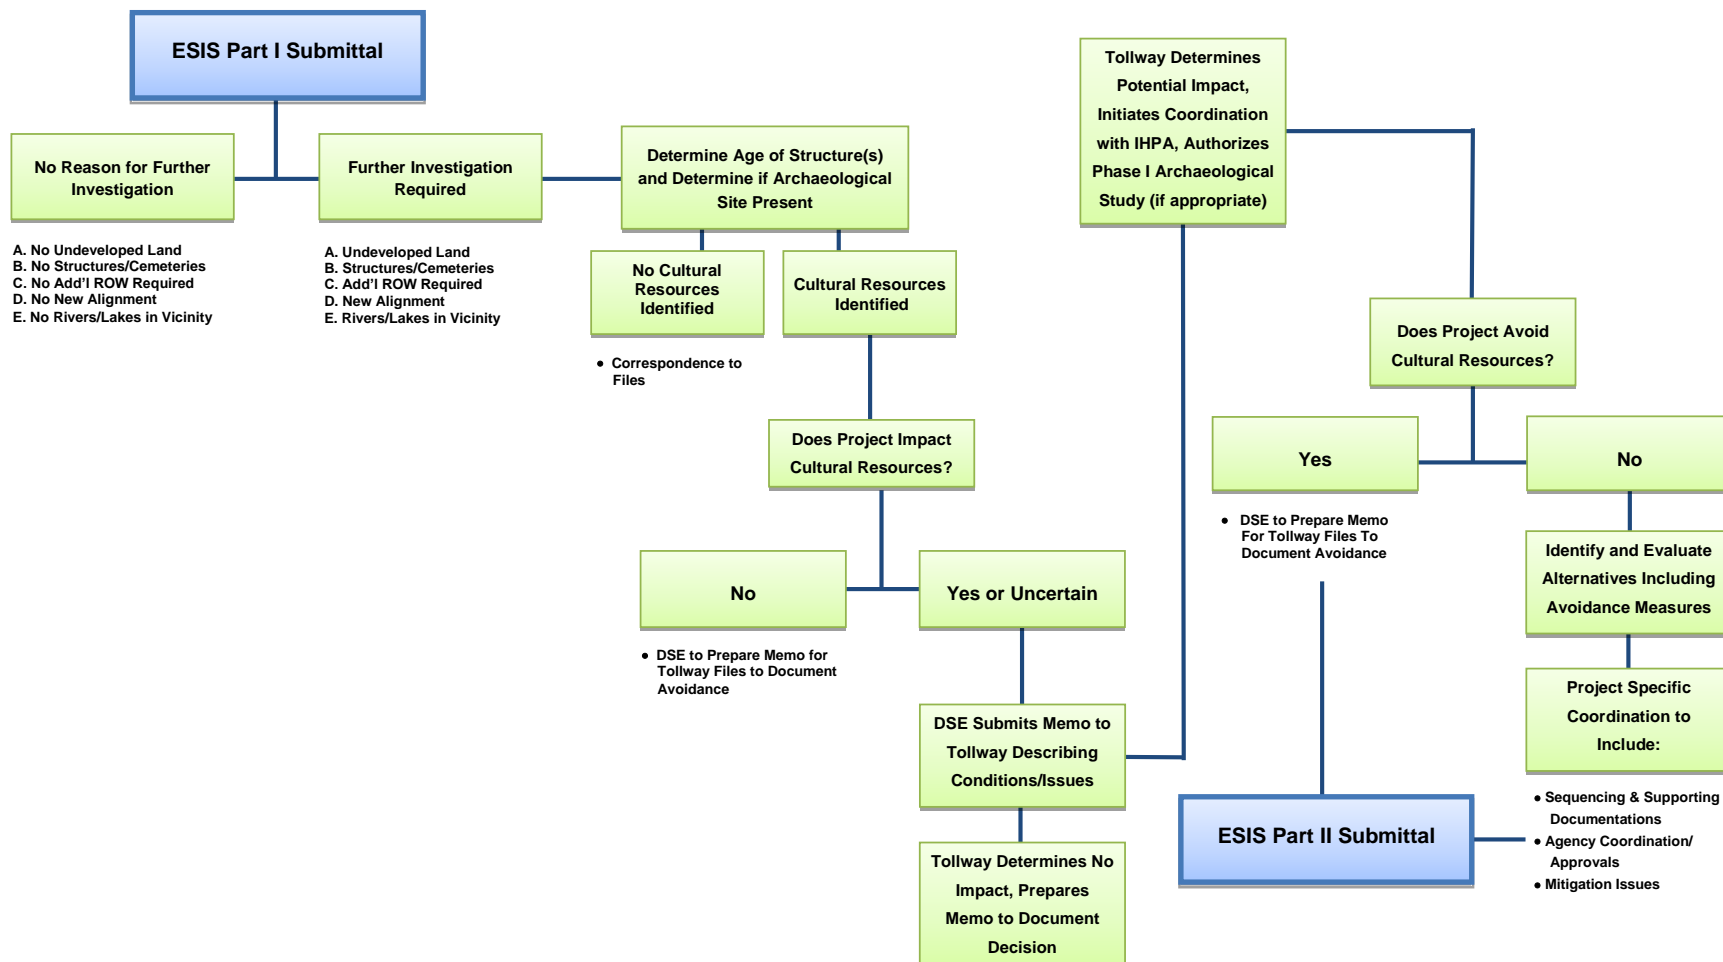 ESIS Part I Submittal
No Reason for Further
Investigation
A. No Undeveloped Land
B. No Structures/Cemeteries
C. No Add'l ROW Required
D. No New Alignment
E. No Rivers/Lakes in Vicinity
Further Investigation
Required
A. Undeveloped Land
B. Structures/Cemeteries
C. Add'l ROW Required
D. New Alignment
E. Rivers/Lakes in Vicinity
Determine Age of Structure(s)
and Determine if Archaeological
Site Present
No Cultural
Resources
Identified
• Correspondence to
Files
Cultural Resources
Identified
Does Project Impact
Cultural Resources?
No
• DSE to Prepare Memo for
Tollway Files to Document
Avoidance
Yes or Uncertain
DSE Submits Memo to
Tollway Describing
Conditions/Issues
Tollway Determines No
Impact, Prepares
Memo to Document
Decision
Tollway Determines
Potential Impact,
Initiates Coordination
with IHPA, Authorizes
Phase I Archaeological
Study (if appropriate)
Does Project Avoid
Cultural Resources?
Yes
• DSE to Prepare Memo
For Tollway Files To
Document Avoidance
No
Identify and Evaluate
Alternatives Including
Avoidance Measures
Project Specific
Coordination to
Include:
• Sequencing & Supporting
Documentations
• Agency Coordination/
Approvals
• Mitigation Issues
ESIS Part II Submittal